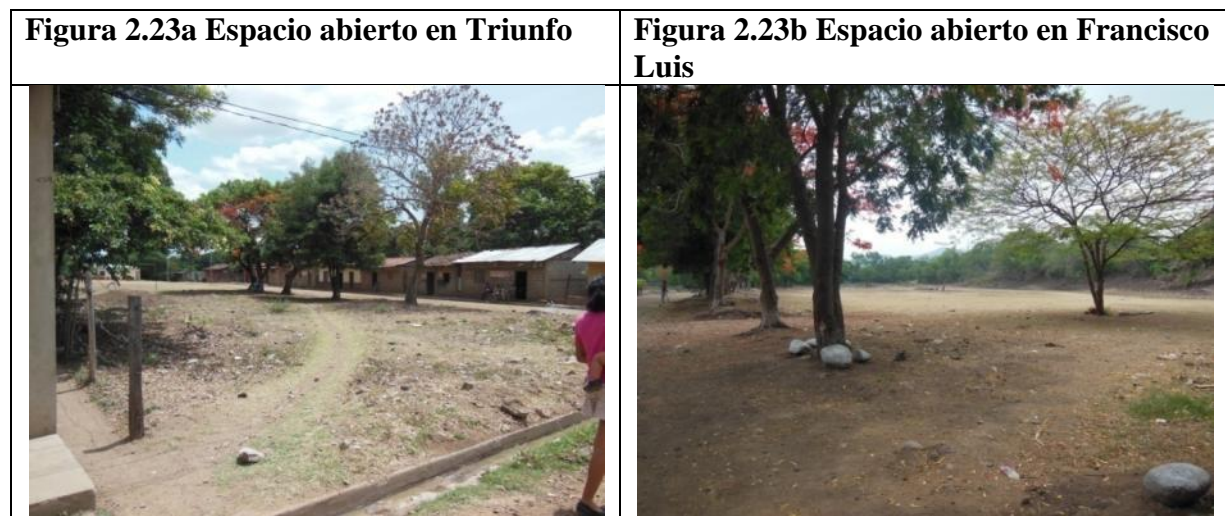 Figura 2.23a Espacio abierto en Triunfo
Figura 2.23b Espacio abierto en Francisco
Luis